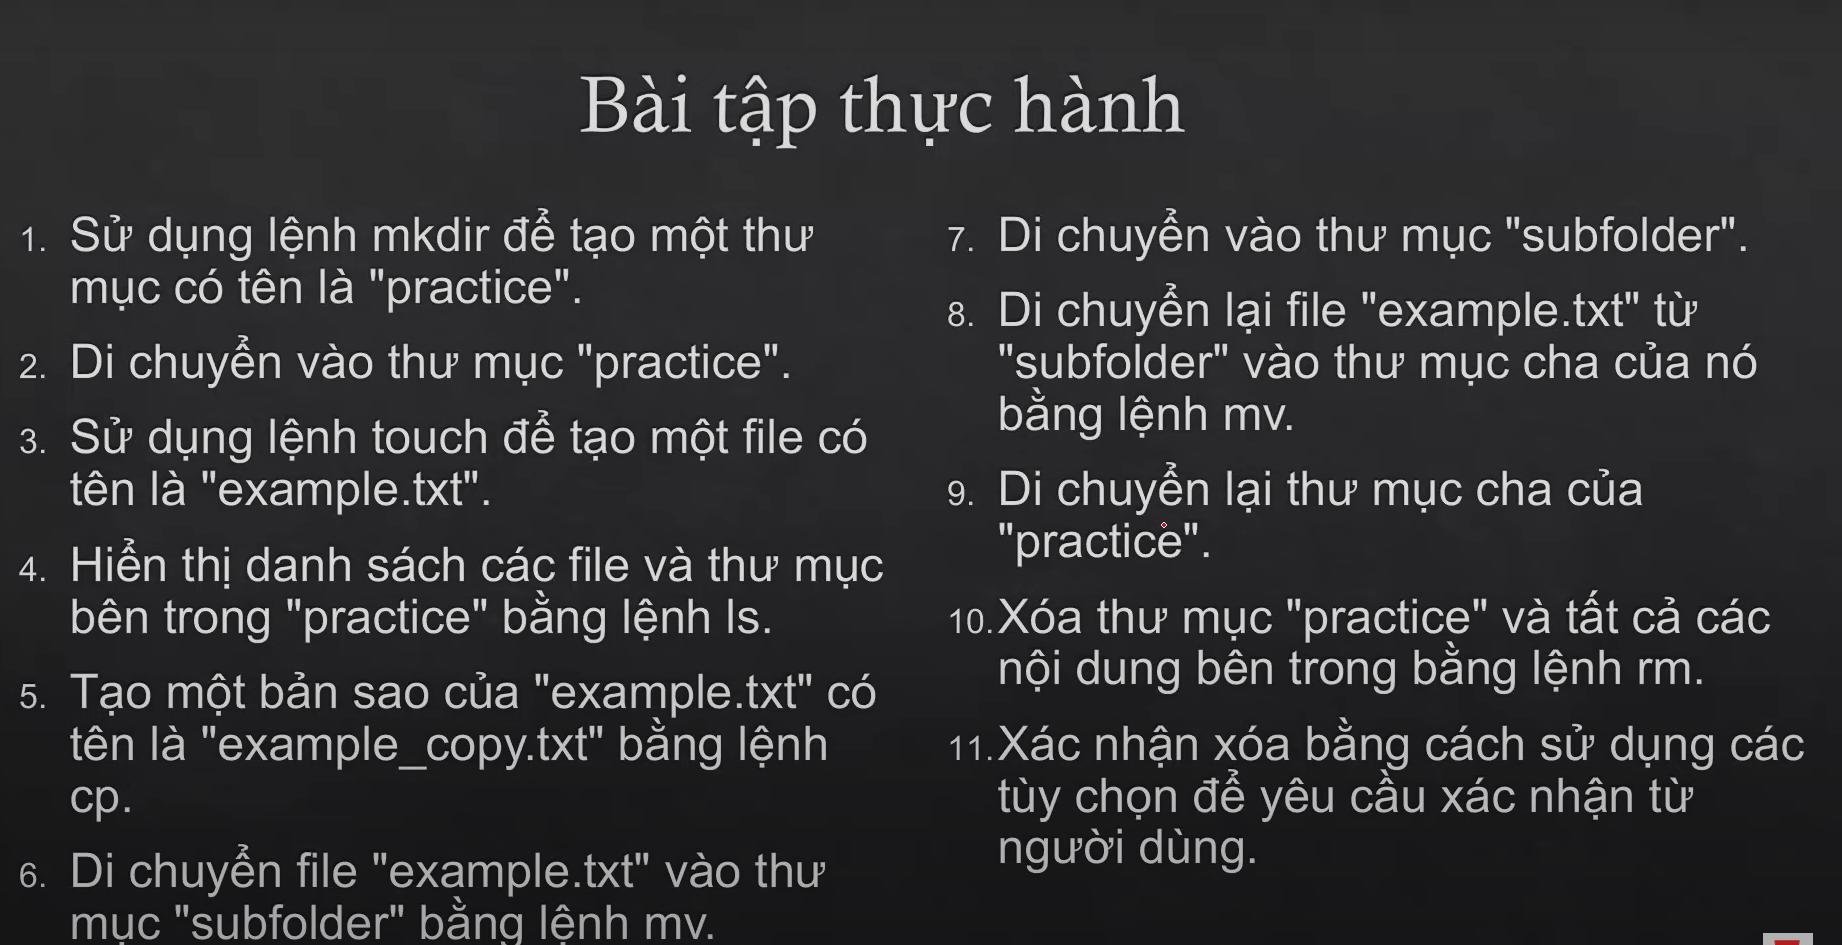 Bài tập thực hành
1. Sử dụng lệnh mkdir để tạo một thư
mục có tên là "practice".
2. Di chuyển vào thư mục "practice".
3. Sử dụng lệnh touch để tạo một file có
tên là "example.txt".
4. Hiển thị danh sách các file và thư mục
bên trong "practice" bằng lệnh ls.
5. Tạo một bản sao của "example.txt" có
tên là "example_copy.txt" bằng lệnh
cp.
6. Di chuyển file "example.txt" vào thư
mục "subfolder" bằng lệnh mv.
7. Di chuyển vào thư mục "subfolder".
8. Di chuyển lại file "example.txt" từ
"subfolder" vào thư mục cha của nó
bằng lệnh mv.
9. Di chuyển lại thư mục cha của
"practice".
10. Xóa thư mục "practice" và tất cả các
nội dung bên trong bằng lệnh rm.
11. Xác nhận xóa bằng cách sử dụng các
tùy chọn để yêu cầu xác nhận từ
người dùng.